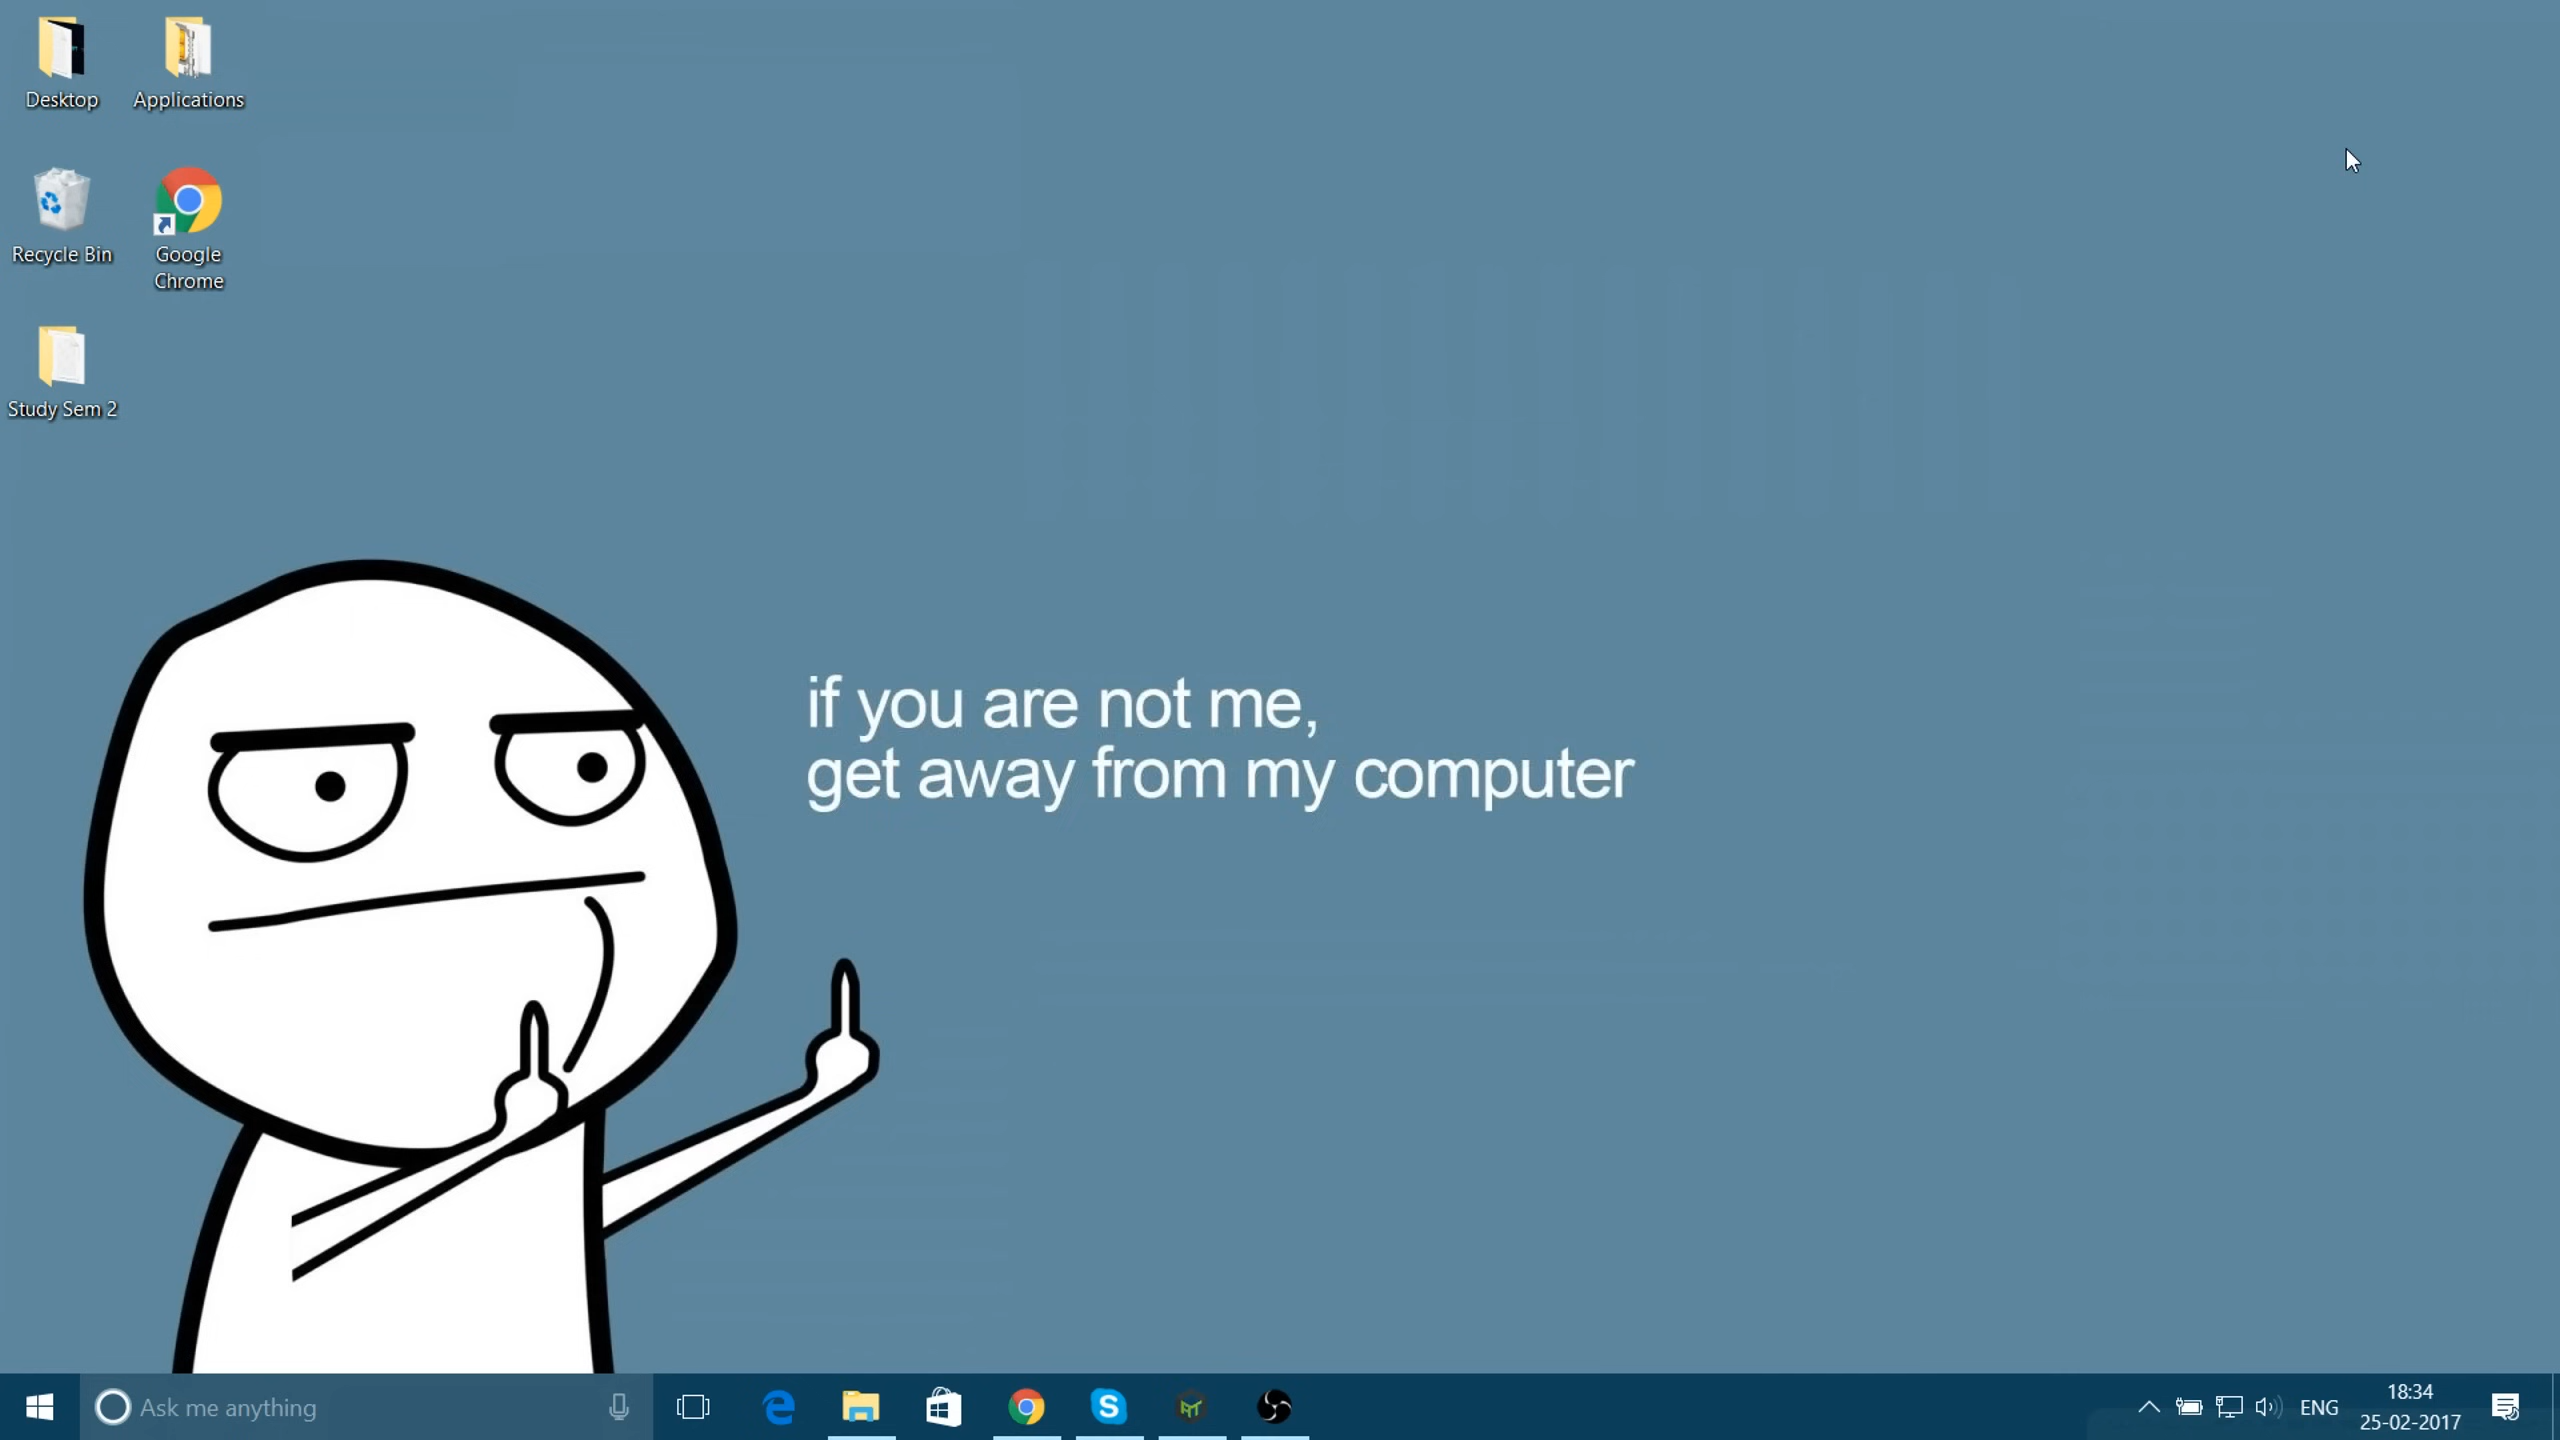 Desktop
Applications
Recycle Bin
Google
Chrome
Study Sem 2
if you are not me,
get away from my computer
Ask me anything
ENG
18:34
25-02-2017